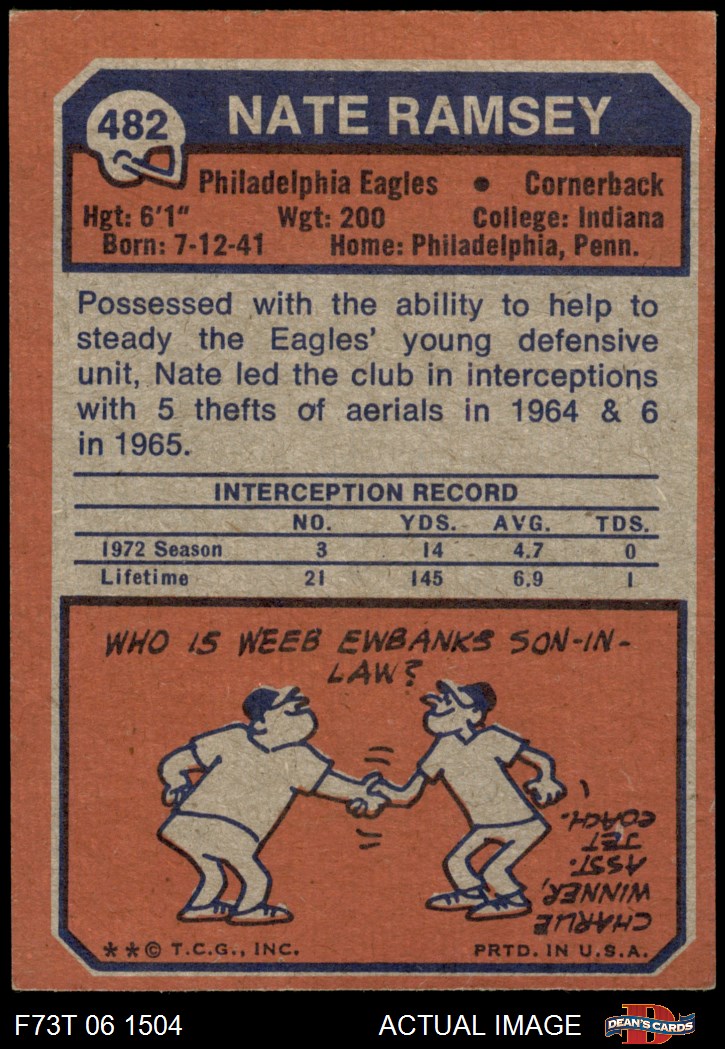 482
NATE RAMSEY
Philadelphia Eagles • Cornerback
Hgt: 6'1" Wgt: 200 College: Indiana
Born: 7-12-41 Home: Philadelphia, Penn.
Possessed with the ability to help to
steady the Eagles' young defensive
unit, Nate led the club in interceptions
with 5 thefts of aerials in 1964 & 6
in 1965.
INTERCEPTION RECORD
NO. YDS. AVG. TDS.
1972 Season 3 14 4.7 0
Lifetime 21 145 6.9 1
WHO IS WEEB EWBANKS SON-IN-
LAW?
CHARLIE
WINNER,
ASST.
JET
COACH.
**© T.C.G., INC. PRTD. IN U.S.A.
F73T 06 1504 ACTUAL IMAGE
D
DEAN'S CARDS